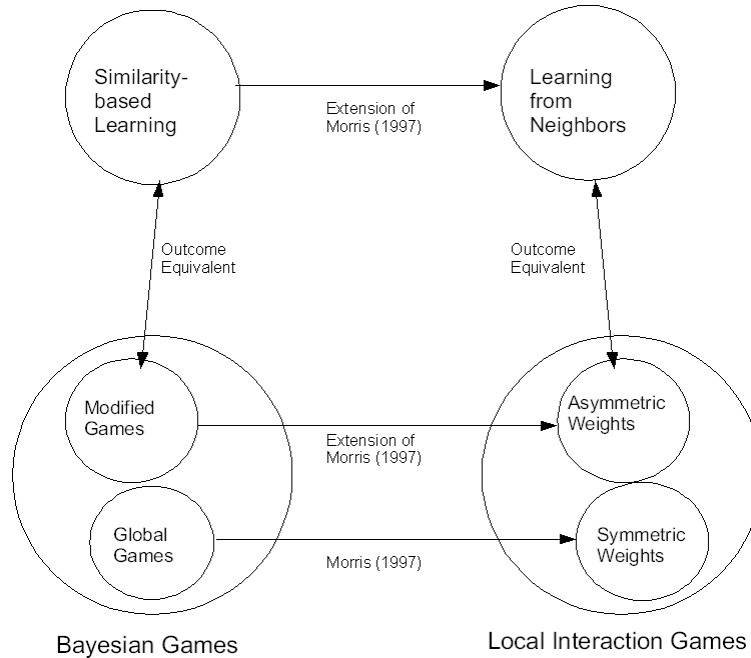 Similarity-
based
Learning
Learning
from
Neighbors
Extension of
Morris (1997)
Outcome
Equivalent
Outcome
Equivalent
Modified
Games
Asymmetric
Weights
Extension of
Morris (1997)
Global
Games
Symmetric
Weights
Morris (1997)
Bayesian Games
Local Interaction Games